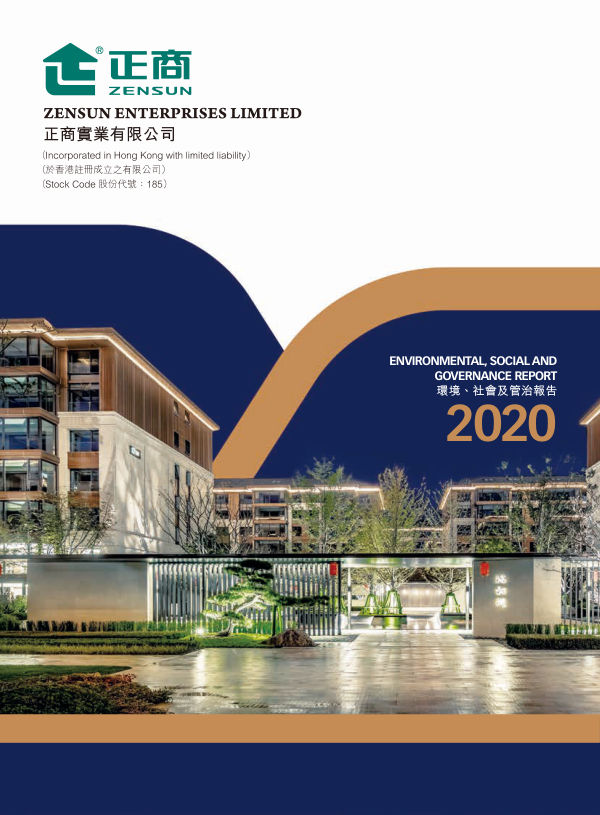 ®
正商
ZENSUN
ZENSUN ENTERPRISES LIMITED
正商實業有限公司
(Incorporated in Hong Kong with limited liability)
(於香港註冊成立之有限公司)
(Stock Code 股份代號：185)
ENVIRONMENTAL, SOCIAL AND
GOVERNANCE REPORT
環境、社會及管治報告
2020